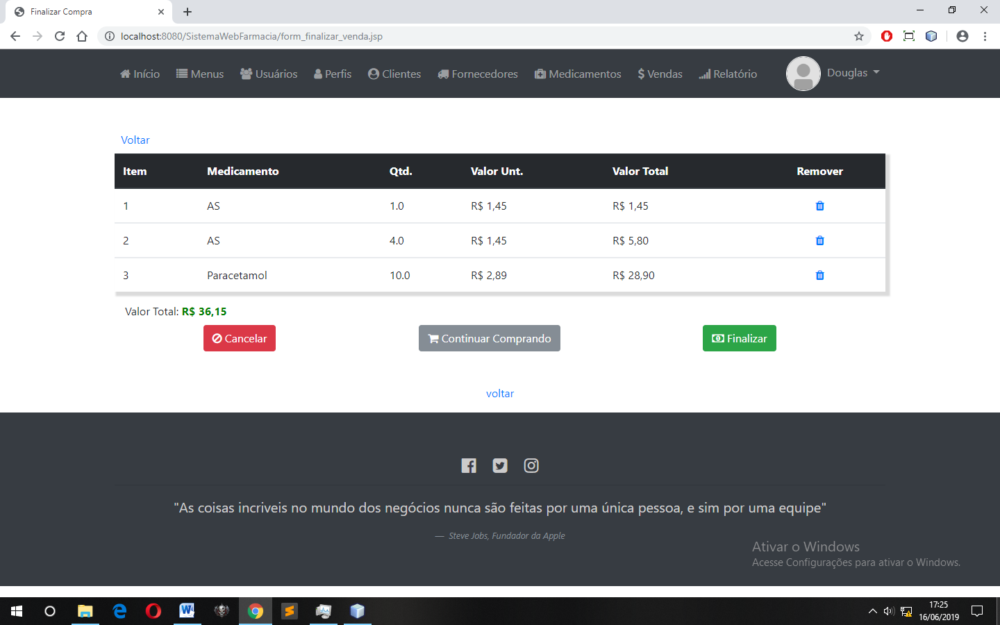 Finalizar Compra
localhost:8080/SistemaWebFarmacia/form_finalizar_venda.jsp
Início Menus Usuários Perfis Clientes Fornecedores Medicamentos Vendas Relatório Douglas
Voltar
Item Medicamento Qtd. Valor Unt. Valor Total Remover
1 AS 1.0 R$ 1,45 R$ 1,45
2 AS 4.0 R$ 1,45 R$ 5,80
3 Paracetamol 10.0 R$ 2,89 R$ 28,90
Valor Total: R$ 36,15
Cancelar Continuar Comprando Finalizar
voltar
"As coisas incriveis no mundo dos negócios nunca são feitas por uma única pessoa, e sim por uma equipe"
— Steve Jobs, Fundador da Apple
Ativar o Windows
Acesse Configurações para ativar o Windows.
17:25
16/06/2019